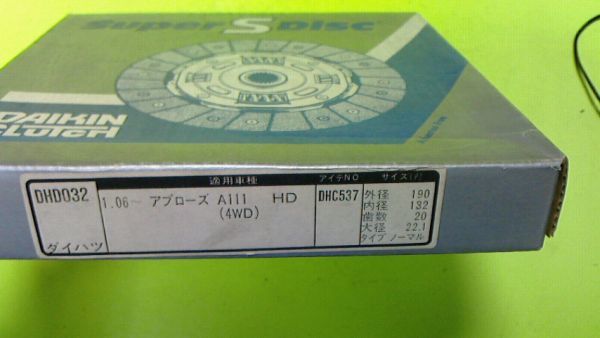 Super S Disc
DAIKIN
CLUTCH
適用車種 アイテNO サイズ(ノ)
DHD032 1.06~ アプローズ A111 HD DHC537 外径 190
(4WD) 内径 132
歯数 20
大径 22.1
ダイハツ タイプ ノーマル